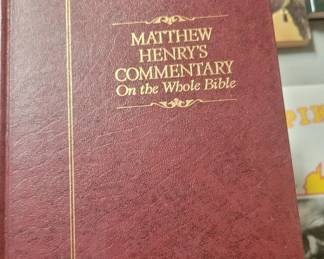 MATTHEW
HENRY'S
COMMENTARY
On the Whole Bible